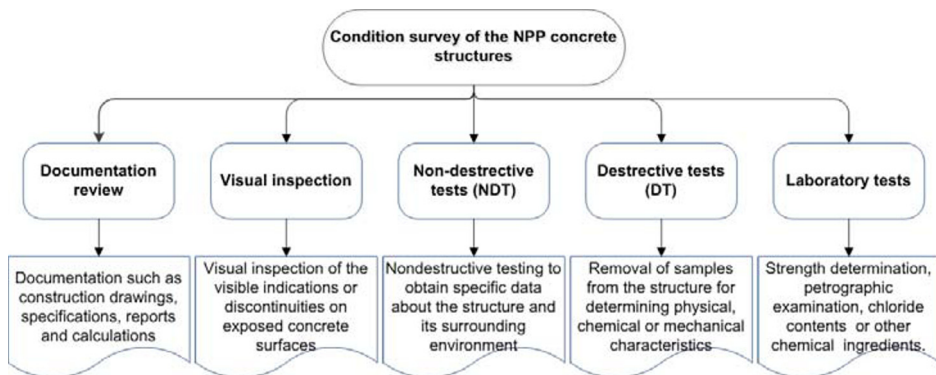 Condition survey of the NPP concrete
structures
Documentation
review
Visual inspection
Non-destrective
tests (NDT)
Destrective tests
(DT)
Laboratory tests
Documentation such as
construction drawings,
specifications, reports
and calculations
Visual inspection of the
visible indications or
discontinuities on
exposed concrete
surfaces
Nondestructive testing to
obtain specific data
about the structure and
its surrounding
environment
Removal of samples
from the structure for
determining physical,
chemical or mechanical
characteristics
Strength determination,
petrographic
examination, chloride
contents or other
chemical ingredients.